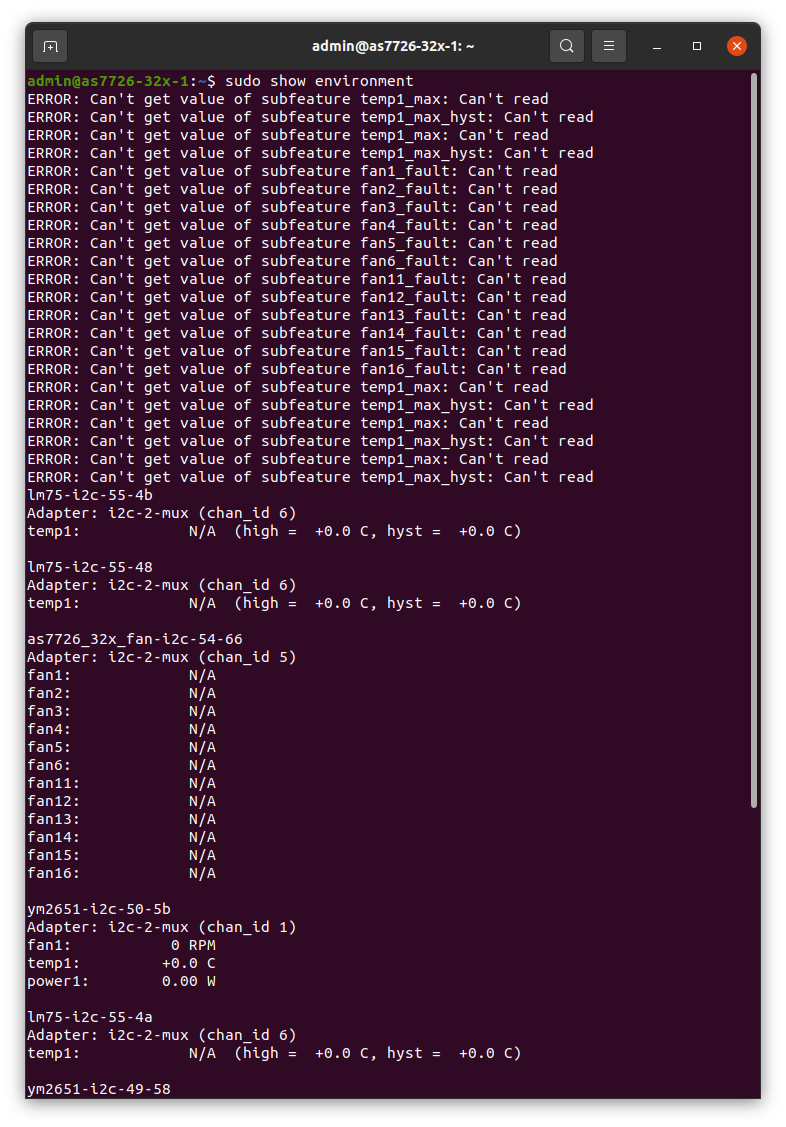 admin@as7726-32x-1: ~
admin@as7726-32x-1:~$ sudo show environment
ERROR: Can't get value of subfeature temp1_max: Can't read
ERROR: Can't get value of subfeature temp1_max_hyst: Can't read
ERROR: Can't get value of subfeature temp1_max: Can't read
ERROR: Can't get value of subfeature temp1_max_hyst: Can't read
ERROR: Can't get value of subfeature fan1_fault: Can't read
ERROR: Can't get value of subfeature fan2_fault: Can't read
ERROR: Can't get value of subfeature fan3_fault: Can't read
ERROR: Can't get value of subfeature fan4_fault: Can't read
ERROR: Can't get value of subfeature fan5_fault: Can't read
ERROR: Can't get value of subfeature fan6_fault: Can't read
ERROR: Can't get value of subfeature fan11_fault: Can't read
ERROR: Can't get value of subfeature fan12_fault: Can't read
ERROR: Can't get value of subfeature fan13_fault: Can't read
ERROR: Can't get value of subfeature fan14_fault: Can't read
ERROR: Can't get value of subfeature fan15_fault: Can't read
ERROR: Can't get value of subfeature fan16_fault: Can't read
ERROR: Can't get value of subfeature temp1_max: Can't read
ERROR: Can't get value of subfeature temp1_max_hyst: Can't read
ERROR: Can't get value of subfeature temp1_max: Can't read
ERROR: Can't get value of subfeature temp1_max_hyst: Can't read
ERROR: Can't get value of subfeature temp1_max: Can't read
ERROR: Can't get value of subfeature temp1_max_hyst: Can't read
lm75-i2c-55-4b
Adapter: i2c-2-mux (chan_id 6)
temp1:            N/A  (high =  +0.0 C, hyst =  +0.0 C)

lm75-i2c-55-48
Adapter: i2c-2-mux (chan_id 6)
temp1:            N/A  (high =  +0.0 C, hyst =  +0.0 C)

as7726_32x_fan-i2c-54-66
Adapter: i2c-2-mux (chan_id 5)
fan1:             N/A
fan2:             N/A
fan3:             N/A
fan4:             N/A
fan5:             N/A
fan6:             N/A
fan11:            N/A
fan12:            N/A
fan13:            N/A
fan14:            N/A
fan15:            N/A
fan16:            N/A

ym2651-i2c-50-5b
Adapter: i2c-2-mux (chan_id 1)
fan1:           0 RPM
temp1:         +0.0 C
power1:        0.00 W

lm75-i2c-55-4a
Adapter: i2c-2-mux (chan_id 6)
temp1:            N/A  (high =  +0.0 C, hyst =  +0.0 C)

ym2651-i2c-49-58